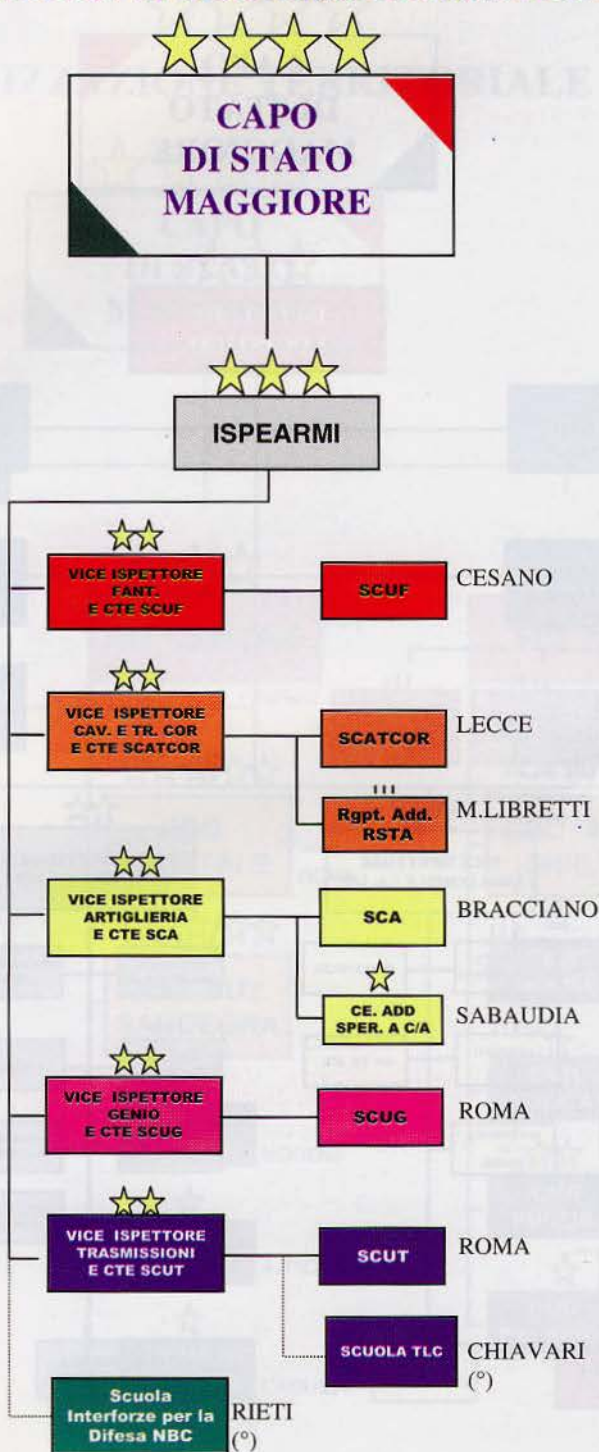 CAPO
DI STATO
MAGGIORE
ISPEARMI
VICE ISPETTORE
FANT.
E CTE SCUF
SCUF
CESANO
VICE ISPETTORE
CAV. E TR. COR
E CTE SCATCOR
SCATCOR
LECCE
III
Rgpt. Add.
RSTA
M.LIBRETTI
VICE ISPETTORE
ARTIGLIERIA
E CTE SCA
SCA
BRACCIANO
CE. ADD
SPER. A C/A
SABAUDIA
VICE ISPETTORE
GENIO
E CTE SCUG
SCUG
ROMA
VICE ISPETTORE
TRASMISSIONI
E CTE SCUT
SCUT
ROMA
SCUOLA TLC
CHIAVARI
(°)
Scuola
Interforze per la
Difesa NBC
RIETI
(°)